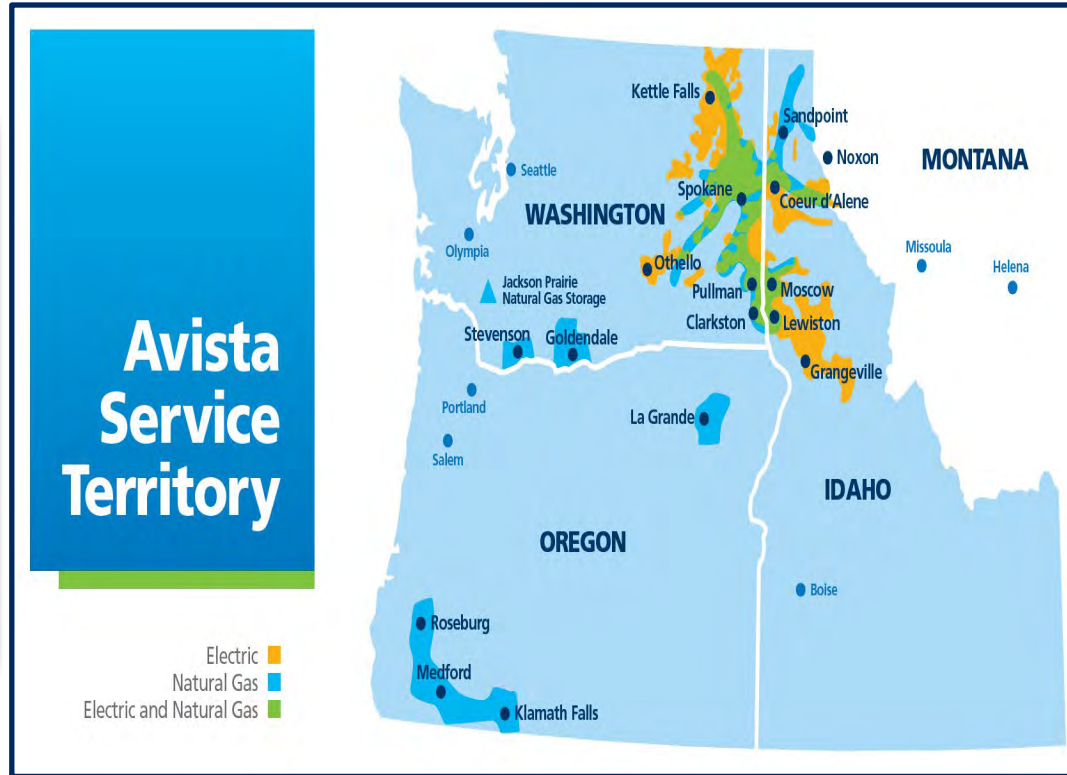 Avista
Service
Territory
Electric
Natural Gas
Electric and Natural Gas
Kettle Falls
Sandpoint
Noxon
MONTANA
Seattle
Spokane
Coeur d'Alene
WASHINGTON
Olympia
Othello
Missoula
Helena
Jackson Prairie
Natural Gas Storage
Pullman
Moscow
Clarkston
Lewiston
Stevenson
Goldendale
Grangeville
Portland
La Grande
Salem
IDAHO
OREGON
Boise
Roseburg
Medford
Klamath Falls